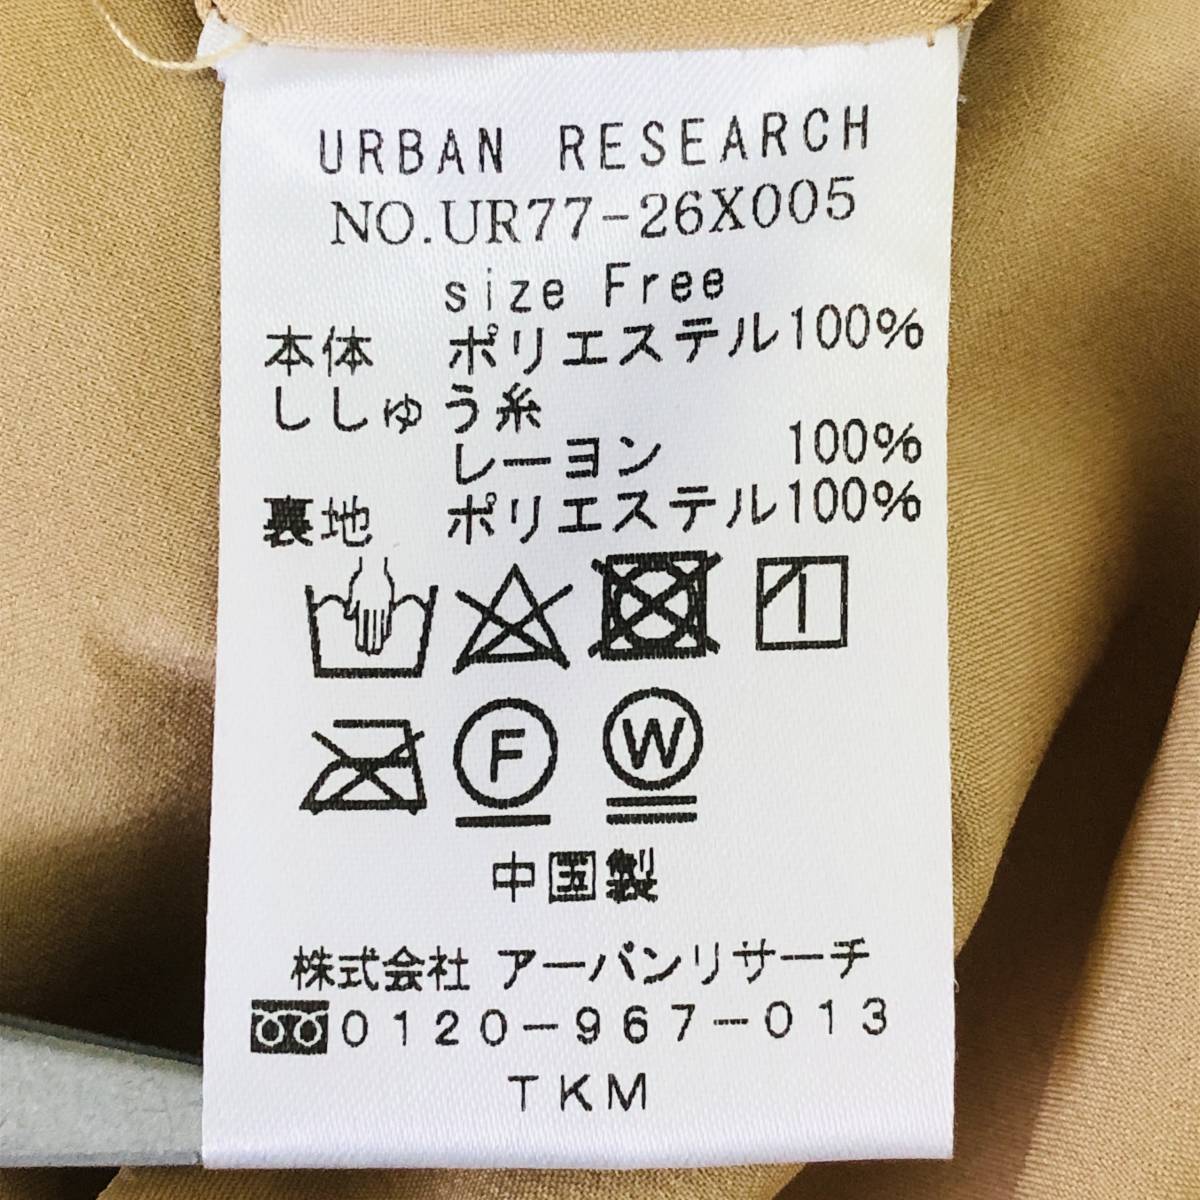 URBAN RESEARCH
NO.UR77-26X005
size Free
本体 ポリエステル100%
ししゅう糸
レーヨン 100%
裏地 ポリエステル100%
F W
中国製
株式会社 アーバンリサーチ
0120-967-013
TKM